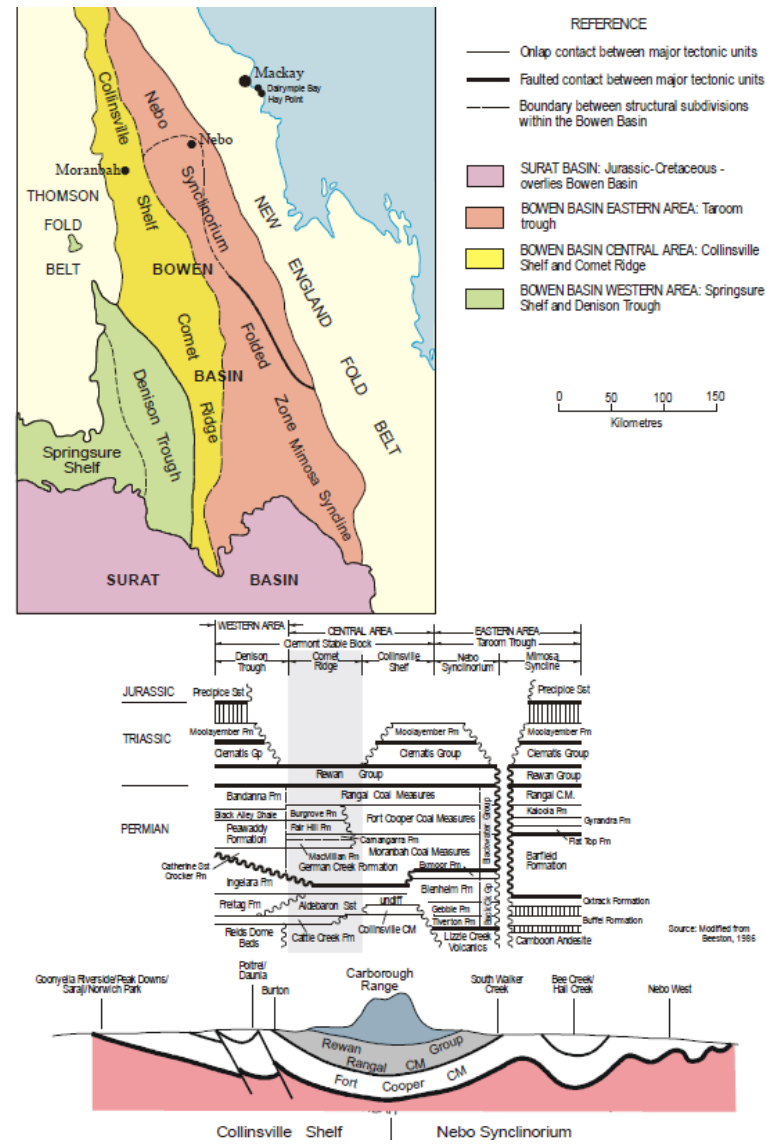 REFERENCE
Onlap contact between major tectonic units
Faulted contact between major tectonic units
Boundary between structural subdivisions
within the Bowen Basin
SURAT BASIN: Jurassic-Cretaceous -
overlies Bowen Basin
BOWEN BASIN EASTERN AREA: Taroom
trough
BOWEN BASIN CENTRAL AREA: Collinsville
Shelf and Comet Ridge
BOWEN BASIN WESTERN AREA: Springsure
Shelf and Denison Trough
0 50 100 150
Kilometres
Mackay
Dalrymple Bay
Hay Point
Collinsville
Shelf
Nebo
Synclinorium
Nebo
Moranbah
THOMSON
FOLD
BELT
NEW
ENGLAND
FOLD
BELT
BOWEN
BASIN
Comet
Ridge
Folded
Zone
Mimosa
Syncline
Denison
Trough
Springsure
Shelf
SURAT BASIN
WESTERN AREA CENTRAL AREA EASTERN AREA
Clermont Stable Block Taroom Trough
Denison
Trough
Comet
Ridge
Collinsville
Shelf
Nebo
Synclinorium
Mimosa
Syncline
JURASSIC
TRIASSIC
PERMIAN
Precipice Sst
Precipice Sst
Moolayember Fm
Moolayember Fm
Moolayember Fm
Clematis Gp
Clematis Group
Clematis Group
Rewan Group
Rewan Group
Bandanna Fm
Rangal Coal Measures
Rangal C.M.
Black Alley Shale
Burgrove Fm
Fort Cooper Coal Measures
Kaloola Fm
Gyrandra Fm
Peawaddy
Formation
Fair Hill Fm
Camangarra Fm
Flat Top Fm
MacMillan Fm
Moranbah Coal Measures
Blackwater Group
Barfield
Formation
Catherine Sst
Crocker Fm
German Creek Formation
Exmoor Fm
Ingelara Fm
Blenheim Fm
Back Ck Gp
Freitag Fm
Aldebaran Sst
undiff
Gebbie Fm
Oxtrack Formation
Collinsville CM
Tiverton Fm
Buffel Formation
Reids Dome
Beds
Cattle Creek Fm
Lizzie Creek
Volcanics
Camboon Andesite
Source: Modified from
Beeston, 1986
Goonyella Riverside/Peak Downs/
Saraji/Norwich Park
Poitrel/
Daunia
Burton
Carborough
Range
South Walker
Creek
Bee Creek/
Hail Creek
Nebo West
Rewan Group
Rangal CM
Fort Cooper CM
Collinsville Shelf
Nebo Synclinorium